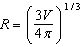 R = (3V / 4π)^{1/3}